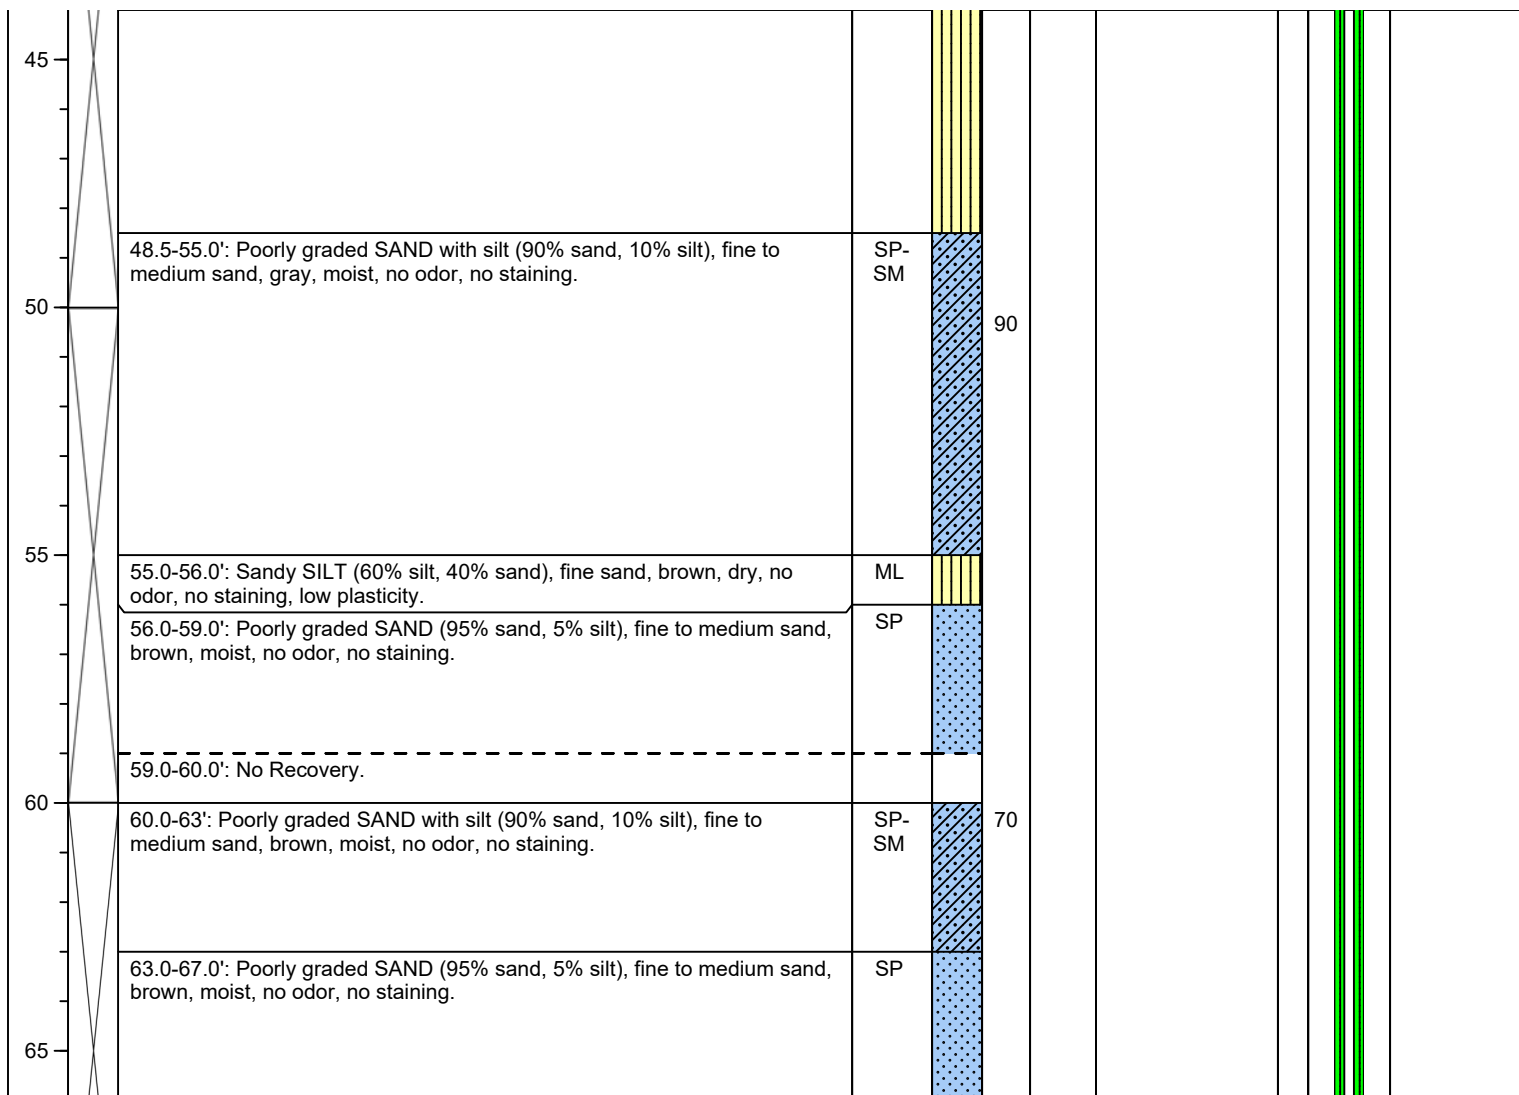 45
48.5-55.0': Poorly graded SAND with silt (90% sand, 10% silt), fine to
medium sand, gray, moist, no odor, no staining.
SP-
SM
50
90
55
55.0-56.0': Sandy SILT (60% silt, 40% sand), fine sand, brown, dry, no
odor, no staining, low plasticity.
ML
56.0-59.0': Poorly graded SAND (95% sand, 5% silt), fine to medium sand,
brown, moist, no odor, no staining.
SP
59.0-60.0': No Recovery.
60
60.0-63': Poorly graded SAND with silt (90% sand, 10% silt), fine to
medium sand, brown, moist, no odor, no staining.
SP-
SM
70
63.0-67.0': Poorly graded SAND (95% sand, 5% silt), fine to medium sand,
brown, moist, no odor, no staining.
SP
65